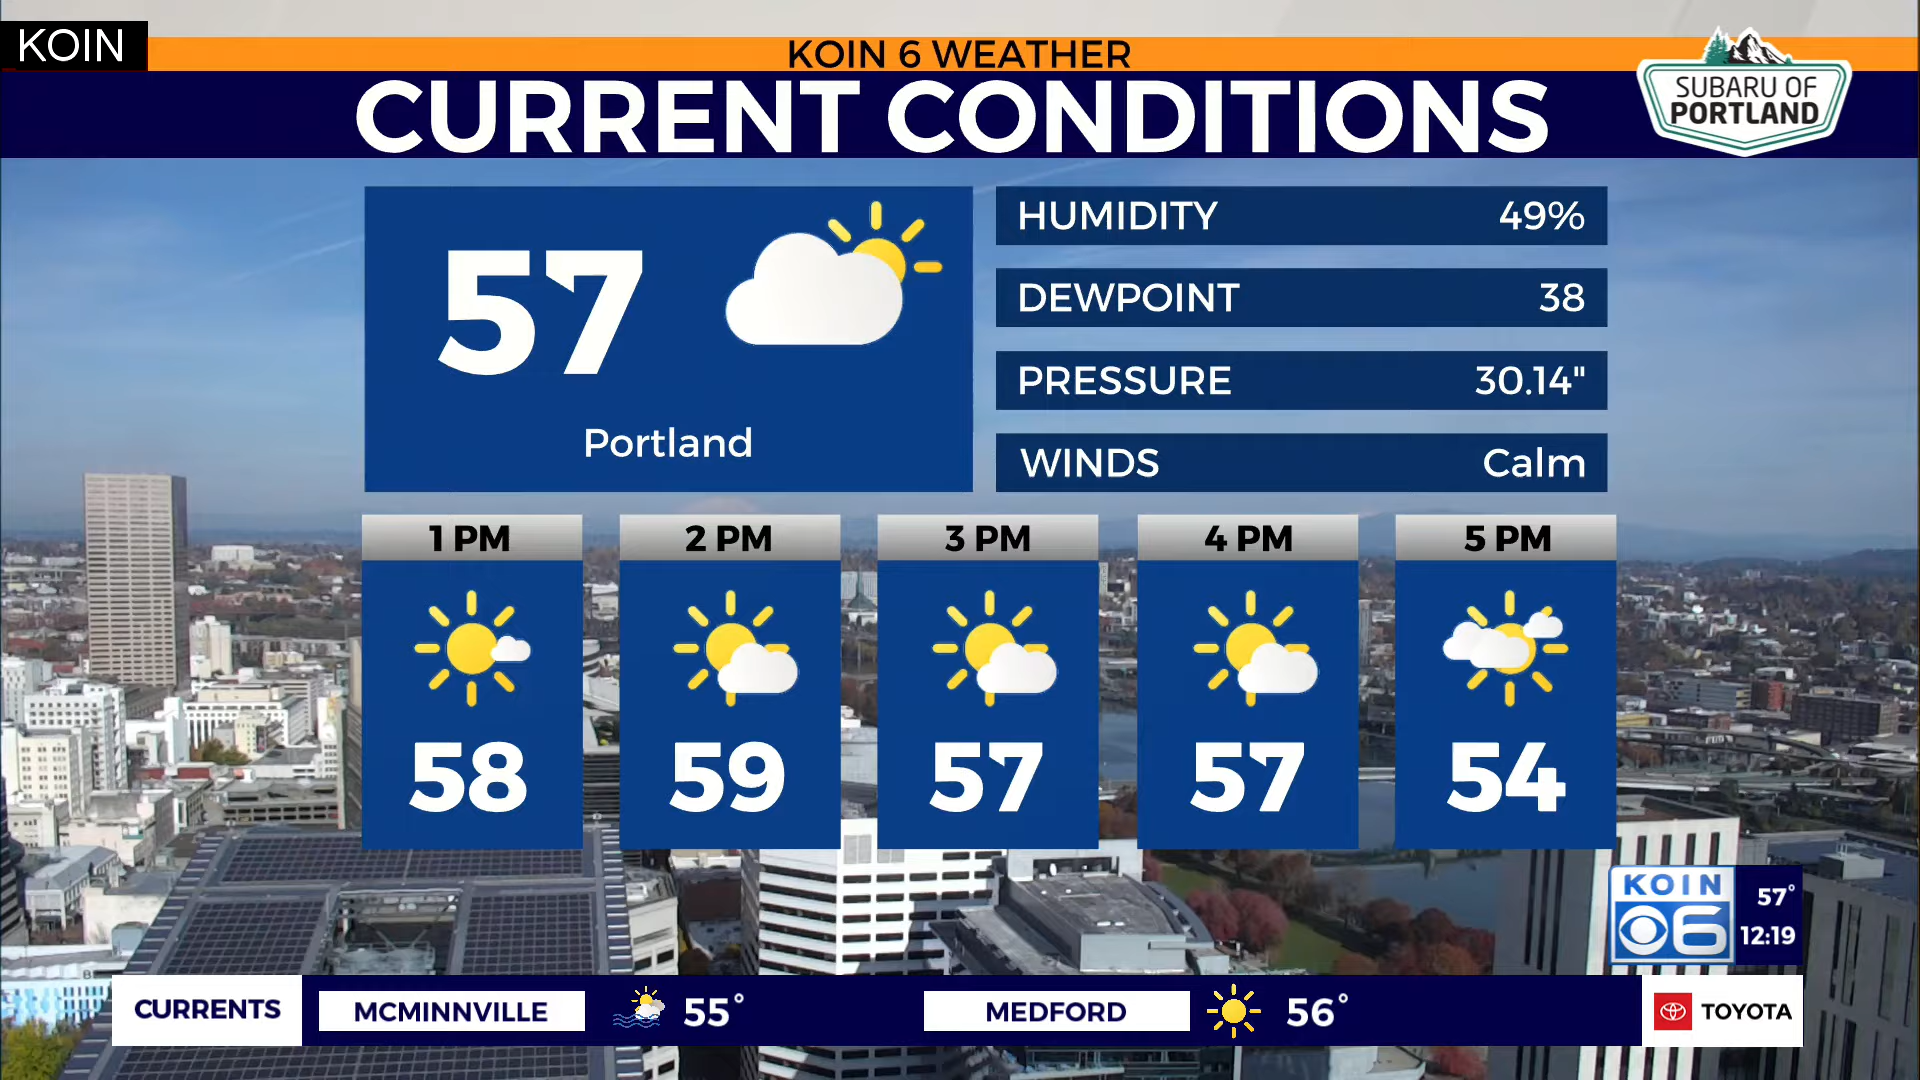 KOIN
KOIN 6 WEATHER
CURRENT CONDITIONS
SUBARU OF
PORTLAND
57
Portland
HUMIDITY 49%
DEWPOINT 38
PRESSURE 30.14"
WINDS Calm
1 PM 2 PM 3 PM 4 PM 5 PM
58 59 57 57 54
KOIN
6
57°
12:19
CURRENTS MCMINNVILLE 55° MEDFORD 56° TOYOTA